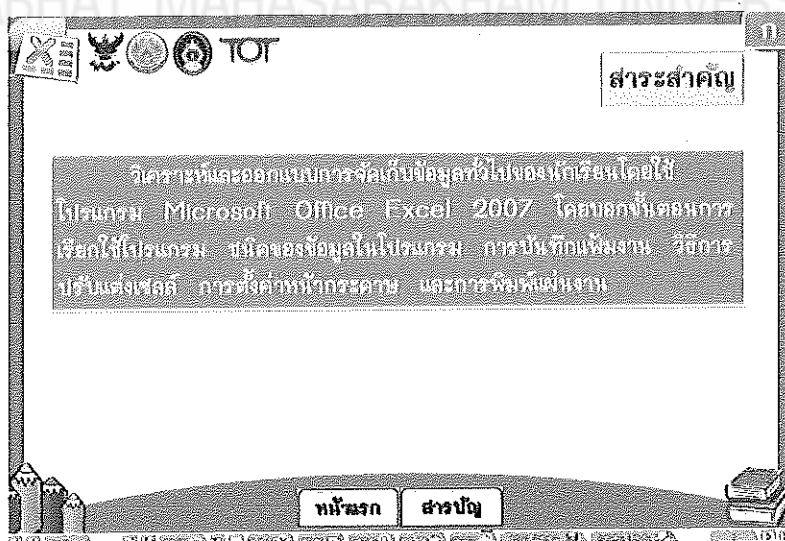 RABHAT MAHASARAKHAM UNIVER
ก
TOT
สาระสำคัญ
วิเคราะห์และออกแบบการจัดเก็บข้อมูลทั่วไปของนักเรียนโดยใช้
โปรแกรม Microsoft Office Excel 2007 โดยบอกขั้นตอนการ
เรียกใช้โปรแกรม ชนิดของข้อมูลในโปรแกรม การบันทึกแฟ้มงาน วิธีการ
ปรับแต่งเซลล์ การตั้งค่าหน้ากระดาษ และการพิมพ์แผ่นงาน
หน้าแรก
สารบัญ